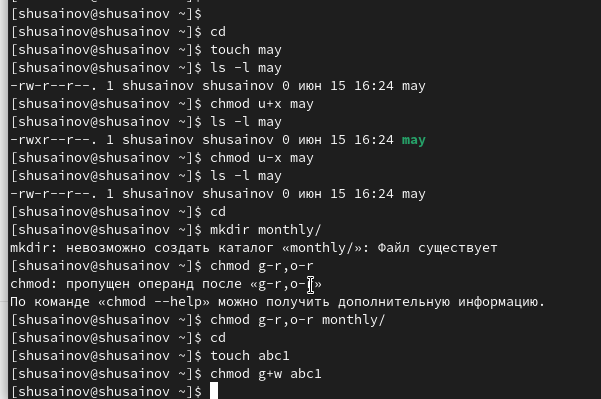 [shusainov@shusainov ~]$
[shusainov@shusainov ~]$ cd
[shusainov@shusainov ~]$ touch may
[shusainov@shusainov ~]$ ls -l may
-rw-r--r--. 1 shusainov shusainov 0 июн 15 16:24 may
[shusainov@shusainov ~]$ chmod u+x may
[shusainov@shusainov ~]$ ls -l may
-rwxr--r--. 1 shusainov shusainov 0 июн 15 16:24 may
[shusainov@shusainov ~]$ chmod u-x may
[shusainov@shusainov ~]$ ls -l may
-rw-r--r--. 1 shusainov shusainov 0 июн 15 16:24 may
[shusainov@shusainov ~]$ cd
[shusainov@shusainov ~]$ mkdir monthly/
mkdir: невозможно создать каталог «monthly/»: Файл существует
[shusainov@shusainov ~]$ chmod g-r,o-r
chmod: пропущен операнд после «g-r,o-r»
По команде «chmod --help» можно получить дополнительную информацию.
[shusainov@shusainov ~]$ chmod g-r,o-r monthly/
[shusainov@shusainov ~]$ cd
[shusainov@shusainov ~]$ touch abc1
[shusainov@shusainov ~]$ chmod g+w abc1
[shusainov@shusainov ~]$